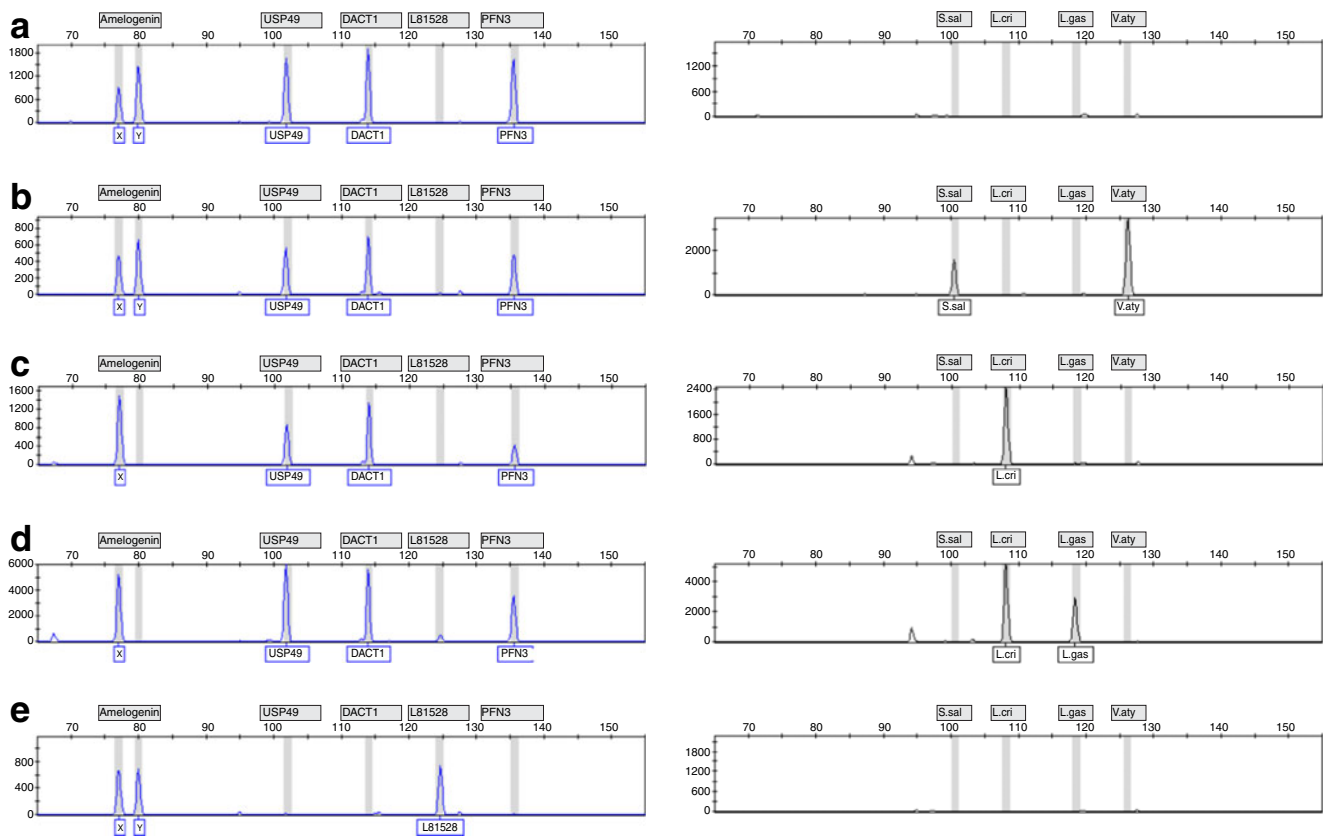 a
Amelogenin USP49 DACT1 L81528 PFN3
70 80 90 100 110 120 130 140 150
1800
1200
600
0
X Y USP49 DACT1 PFN3
S.sal L.cri L.gas V.aty
70 80 90 100 110 120 130 140 150
1200
600
0
b
Amelogenin USP49 DACT1 L81528 PFN3
70 80 90 100 110 120 130 140 150
800
600
400
200
0
X Y USP49 DACT1 PFN3
S.sal L.cri L.gas V.aty
70 80 90 100 110 120 130 140 150
2000
0
S.sal V.aty
c
Amelogenin USP49 DACT1 L81528 PFN3
70 80 90 100 110 120 130 140 150
1600
1200
800
400
0
X USP49 DACT1 PFN3
S.sal L.cri L.gas V.aty
70 80 90 100 110 120 130 140 150
2400
1600
800
0
L.cri
d
Amelogenin USP49 DACT1 L81528 PFN3
70 80 90 100 110 120 130 140 150
6000
4000
2000
0
X USP49 DACT1 PFN3
S.sal L.cri L.gas V.aty
70 80 90 100 110 120 130 140 150
4000
2000
0
L.cri L.gas
e
Amelogenin USP49 DACT1 L81528 PFN3
70 80 90 100 110 120 130 140 150
800
400
0
X Y L81528
S.sal L.cri L.gas V.aty
70 80 90 100 110 120 130 140 150
1800
1200
600
0